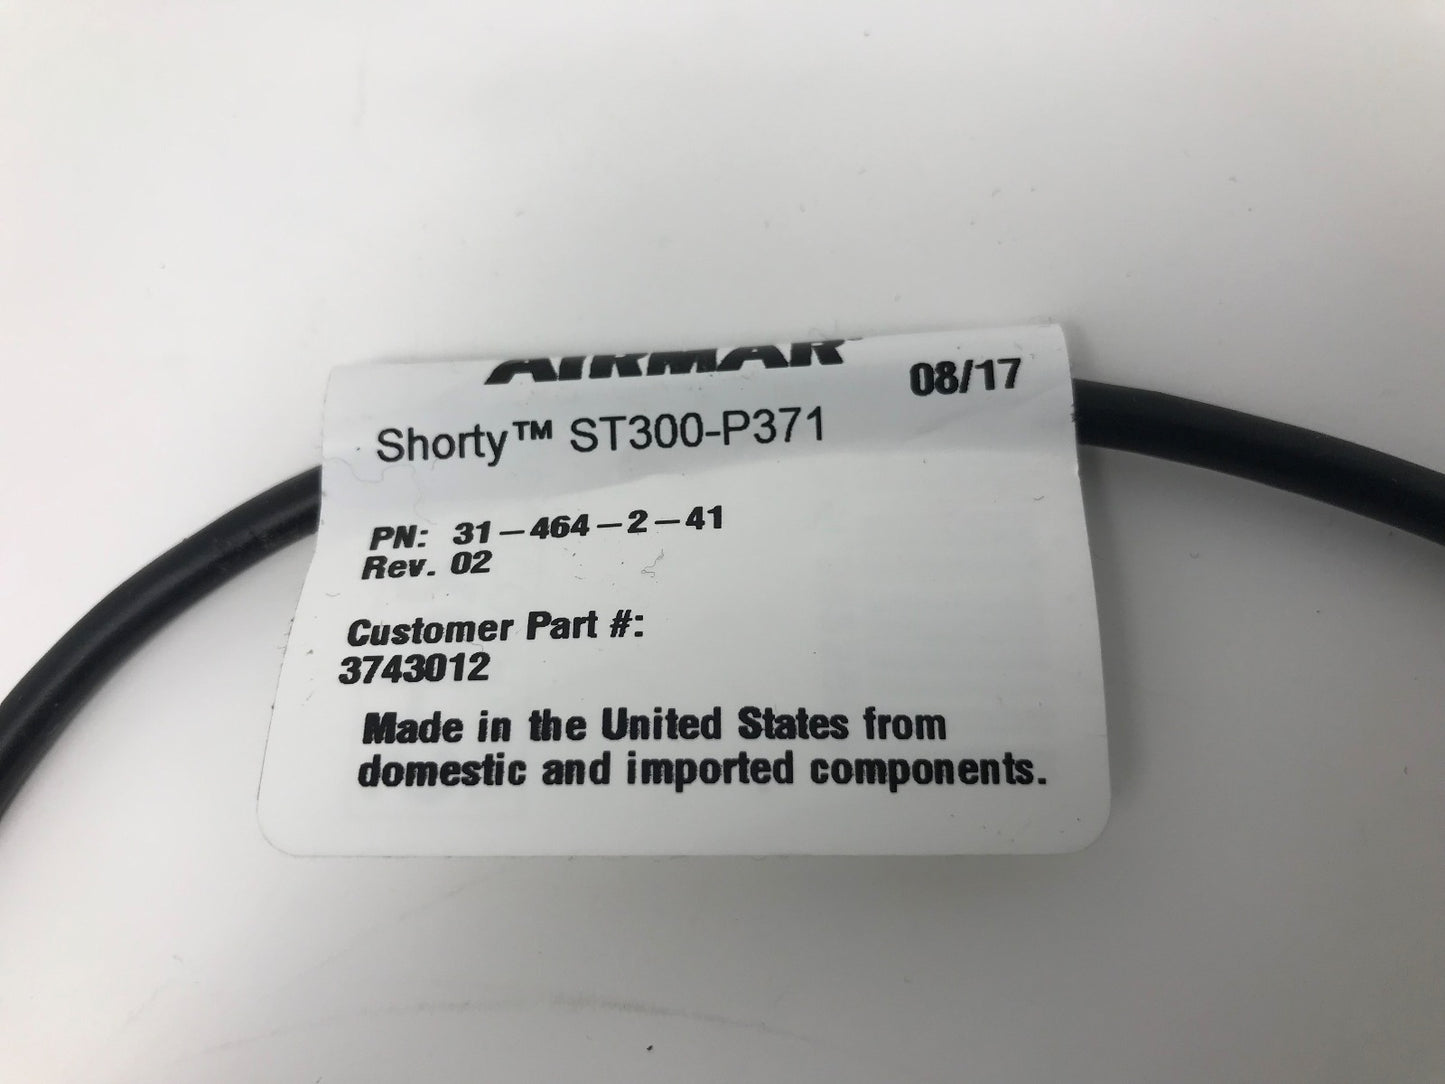 AIRMAR®
08/17
Shorty™ ST300-P371
PN: 31-464-2-41
Rev. 02
Customer Part #:
3743012
Made in the United States from
domestic and imported components.